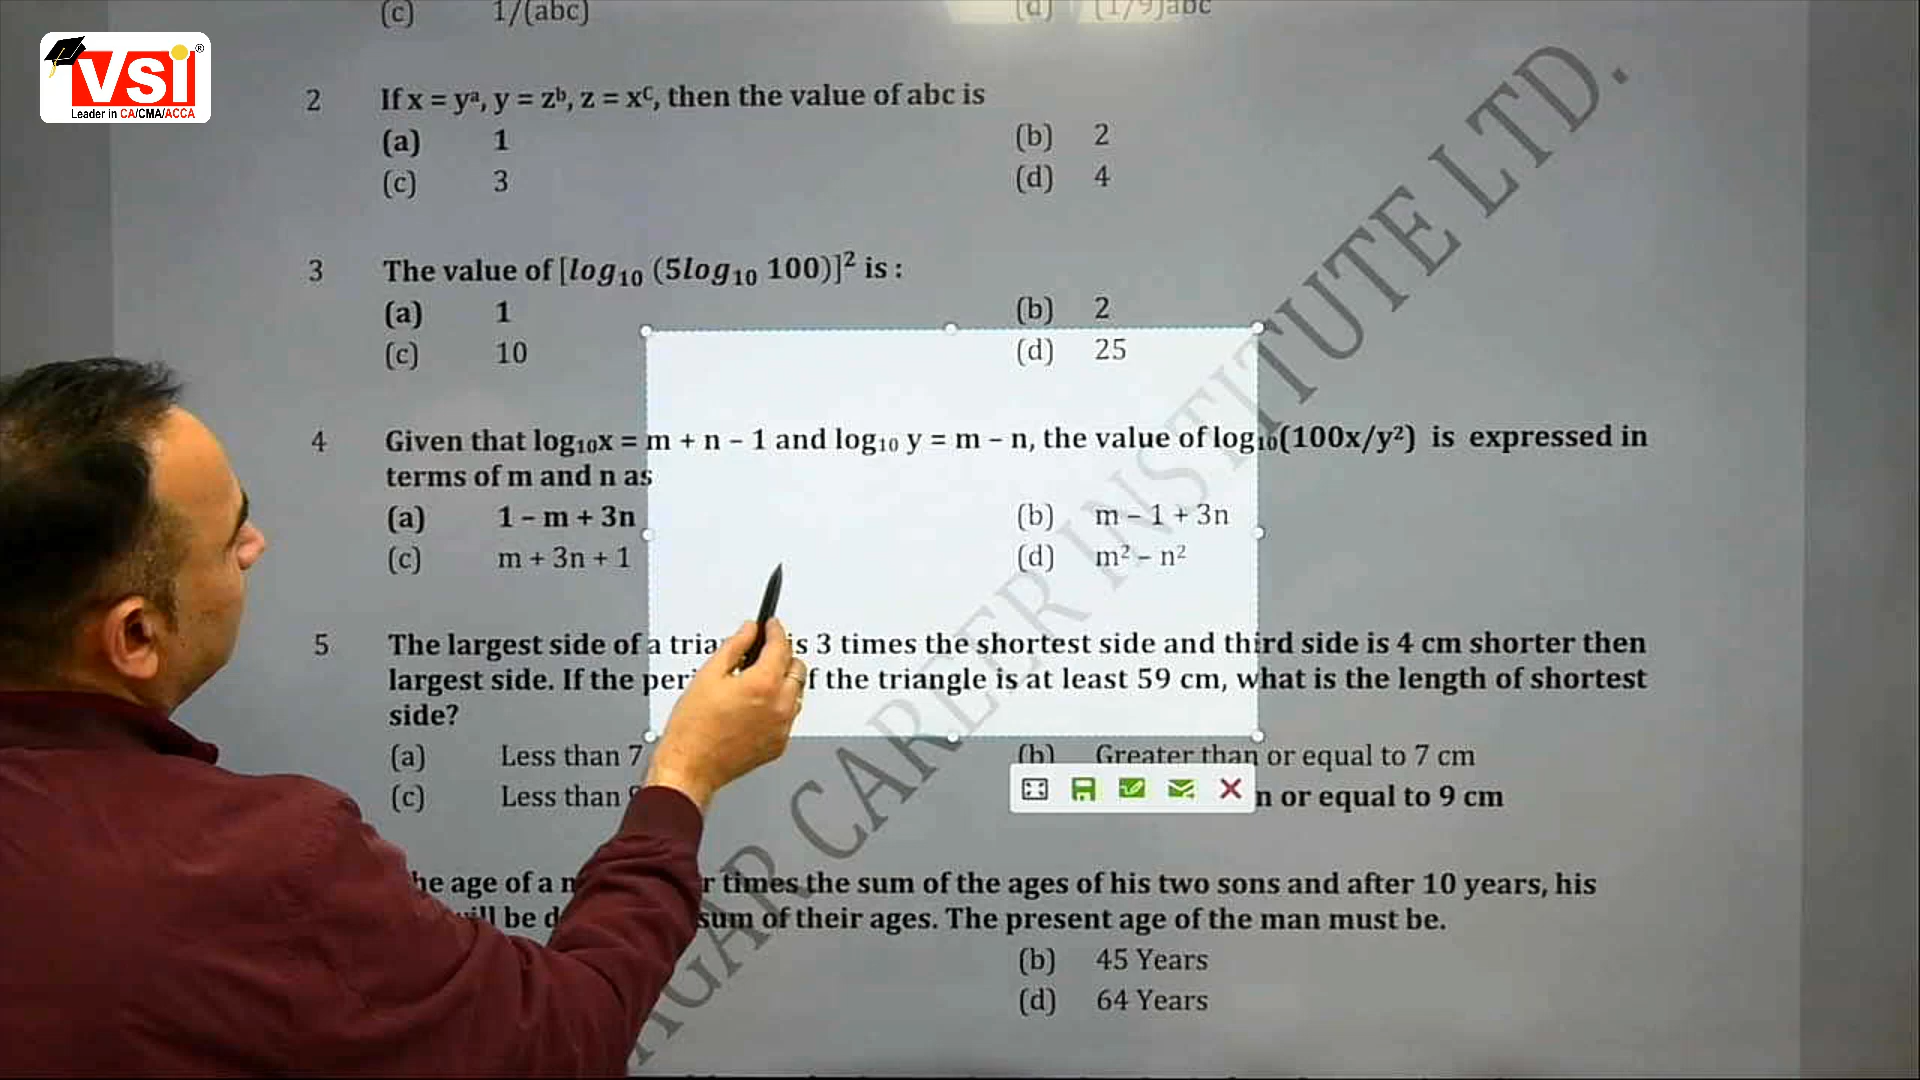 (c) 1/(abc) (d) (1/9)abc
VSI®
Leader in CA/CMA/ACCA
2 If x = yᵃ, y = zᵇ, z = xᶜ, then the value of abc is
(a) 1 (b) 2
(c) 3 (d) 4
3 The value of [log₁₀ (5log₁₀ 100)]² is :
(a) 1 (b) 2
(c) 10 (d) 25
4 Given that log₁₀x = m + n – 1 and log₁₀ y = m – n, the value of log₁₀(100x/y²) is expressed in
terms of m and n as
(a) 1 – m + 3n (b) m – 1 + 3n
(c) m + 3n + 1 (d) m² – n²
5 The largest side of a is 3 times the shortest side and third side is 4 cm shorter then
largest side. If the of the triangle is at least 59 cm, what is the length of shortest
side?
(a) Less than 7 (b) Greater than or equal to 7 cm
(c) Less than or equal to 9 cm
age of a times the sum of the ages of his two sons and after 10 years, his
be sum of their ages. The present age of the man must be.
(b) 45 Years
(d) 64 Years
CAREER INSTITUTE LTD.